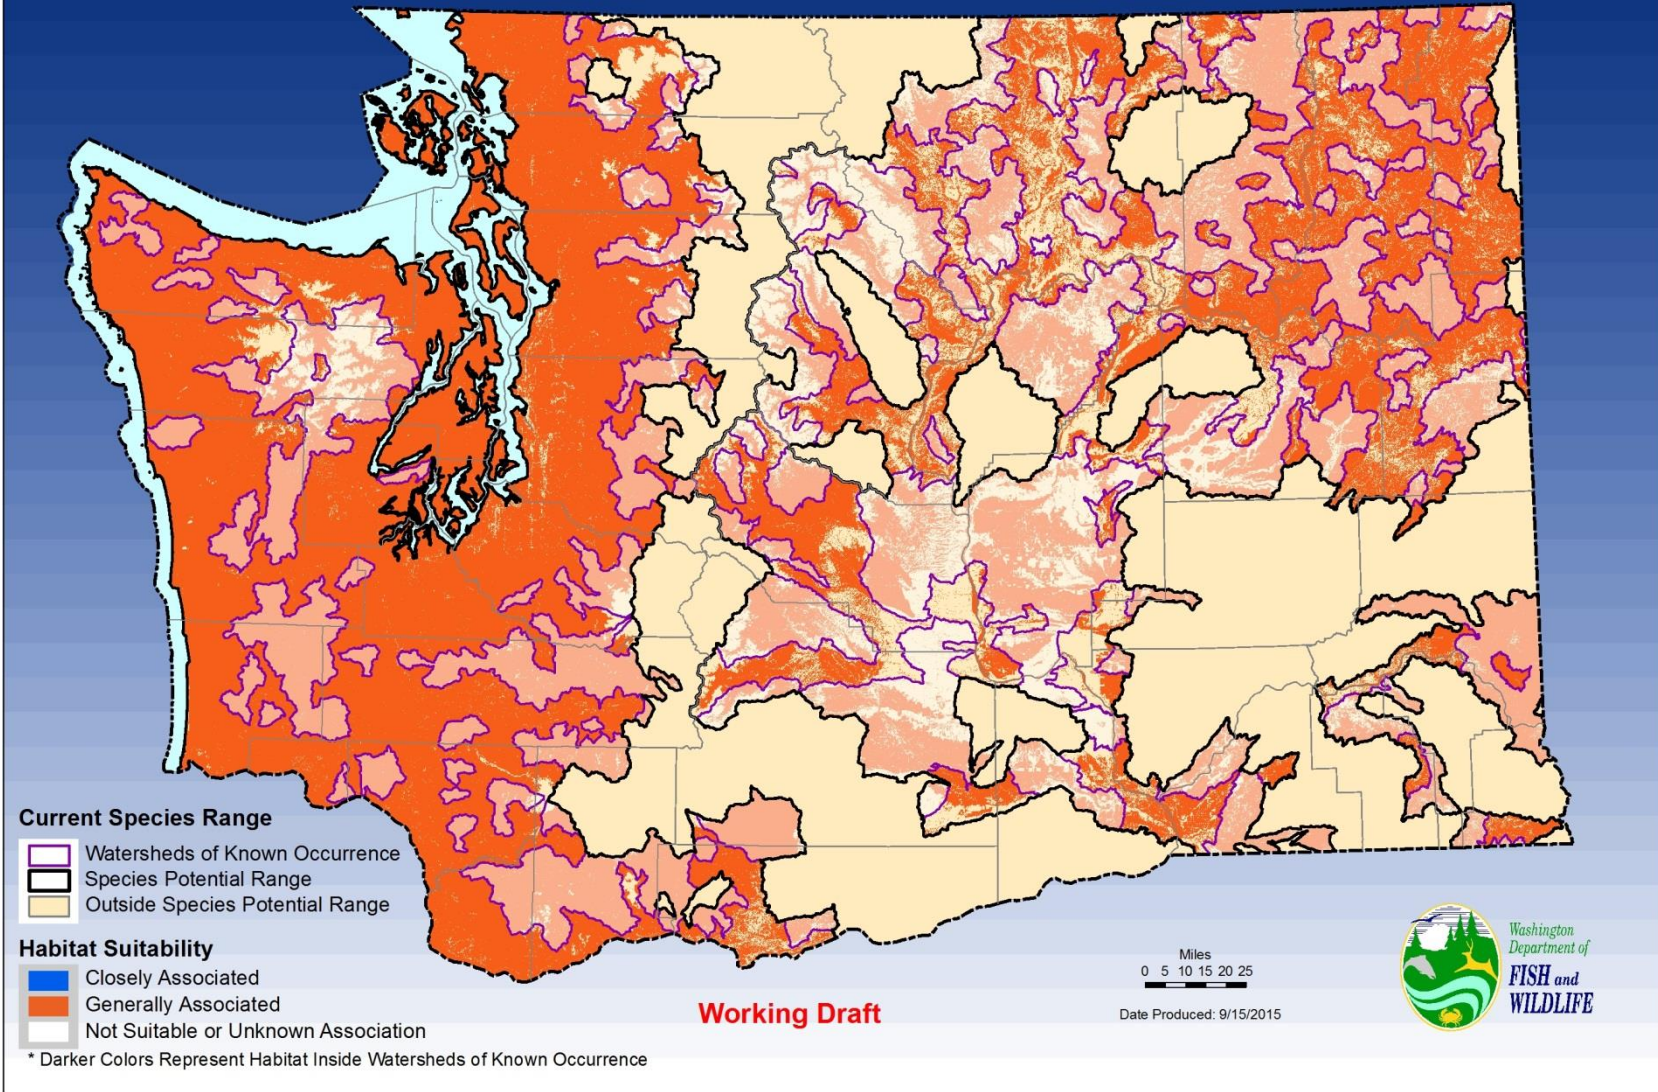 Current Species Range
Watersheds of Known Occurrence
Species Potential Range
Outside Species Potential Range
Habitat Suitability
Closely Associated
Generally Associated
Not Suitable or Unknown Association
* Darker Colors Represent Habitat Inside Watersheds of Known Occurrence
Working Draft
Miles
0 5 10 15 20 25
Date Produced: 9/15/2015
Washington
Department of
FISH and
WILDLIFE